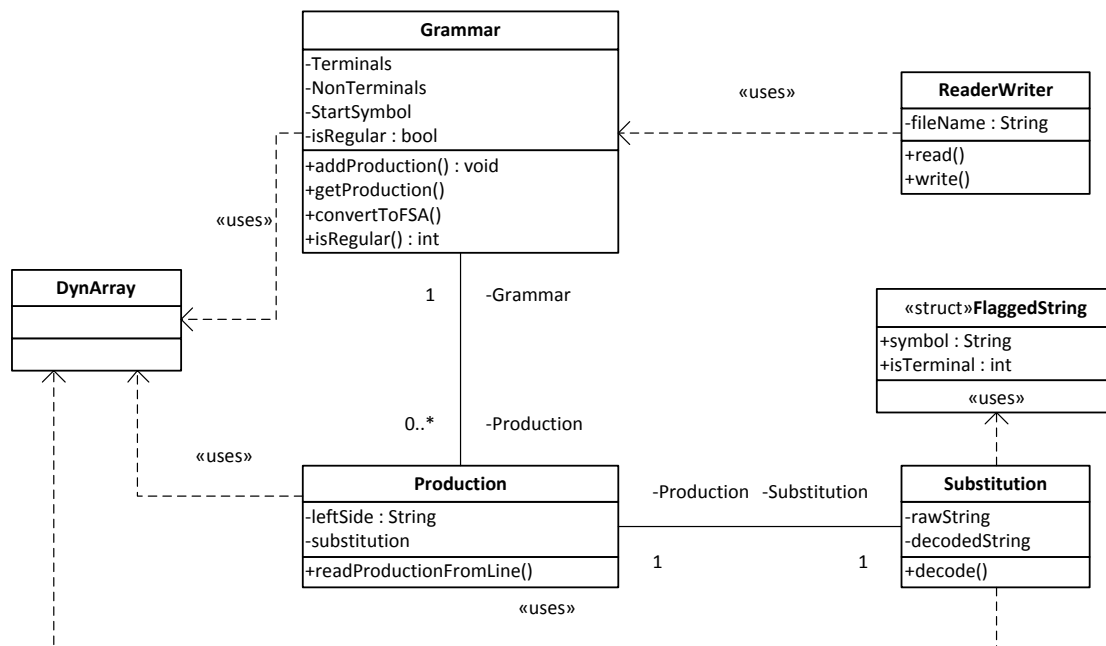 Grammar
-Terminals
-NonTerminals
-StartSymbol
-isRegular : bool
+addProduction() : void
+getProduction()
+convertToFSA()
+isRegular() : int
«uses»
ReaderWriter
-fileName : String
+read()
+write()
«uses»
DynArray
1
-Grammar
«struct»FlaggedString
+symbol : String
+isTerminal : int
«uses»
0..*
-Production
«uses»
Production
-leftSide : String
-substitution
+readProductionFromLine()
-Production
-Substitution
1
1
Substitution
-rawString
-decodedString
+decode()
«uses»